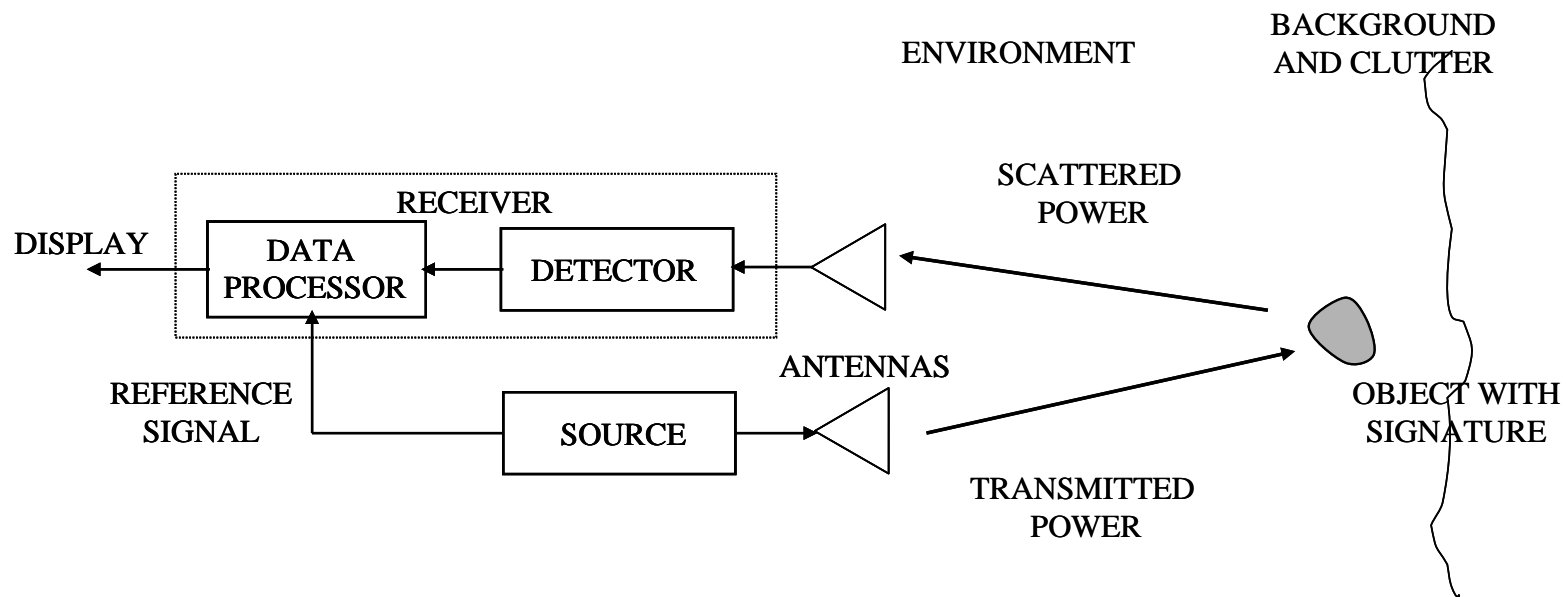 BACKGROUND
AND CLUTTER
ENVIRONMENT
SCATTERED
POWER
RECEIVER
DISPLAY
DATA
PROCESSOR
DETECTOR
ANTENNAS
REFERENCE
SIGNAL
SOURCE
OBJECT WITH
SIGNATURE
TRANSMITTED
POWER